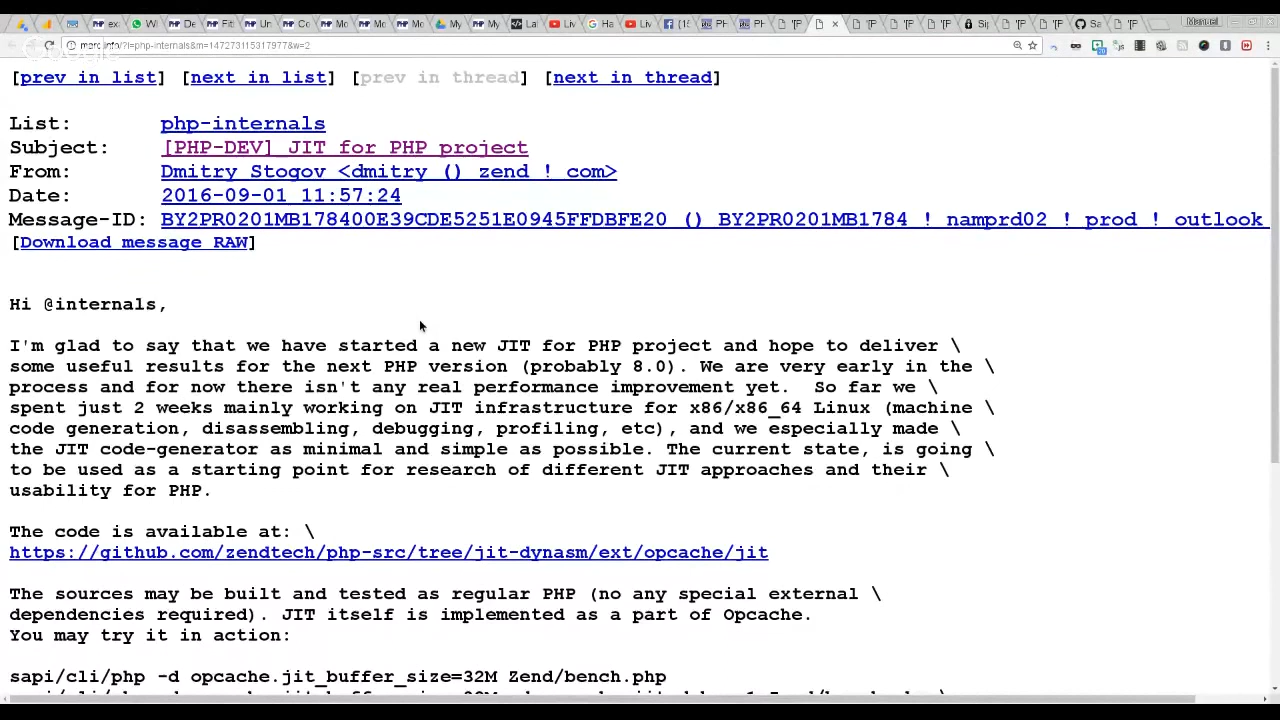 Manuel
marc.info/?l=php-internals&m=147273115317977&w=2
[prev in list] [next in list] [prev in thread] [next in thread]
List: php-internals
Subject: [PHP-DEV] JIT for PHP project
From: Dmitry Stogov <dmitry () zend ! com>
Date: 2016-09-01 11:57:24
Message-ID: BY2PR0201MB178400E39CDE5251E0945FFDBFE20 () BY2PR0201MB1784 ! namprd02 ! prod ! outlook
[Download message RAW]
Hi @internals,
I'm glad to say that we have started a new JIT for PHP project and hope to deliver \
some useful results for the next PHP version (probably 8.0). We are very early in the \
process and for now there isn't any real performance improvement yet.  So far we \
spent just 2 weeks mainly working on JIT infrastructure for x86/x86_64 Linux (machine \
code generation, disassembling, debugging, profiling, etc), and we especially made \
the JIT code-generator as minimal and simple as possible. The current state, is going \
to be used as a starting point for research of different JIT approaches and their \
usability for PHP.
The code is available at: \
https://github.com/zendtech/php-src/tree/jit-dynasm/ext/opcache/jit
The sources may be built and tested as regular PHP (no any special external \
dependencies required). JIT itself is implemented as a part of Opcache.
You may try it in action:
sapi/cli/php -d opcache.jit_buffer_size=32M Zend/bench.php